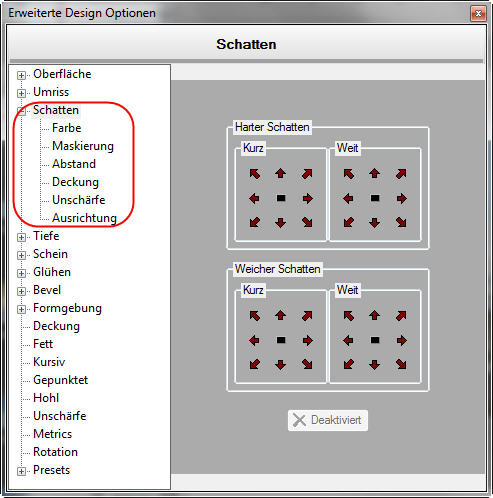 Erweiterte Design Optionen
Schatten
Oberfläche
Umriss
Schatten
Farbe
Maskierung
Abstand
Deckung
Unschärfe
Ausrichtung
Tiefe
Schein
Glühen
Bevel
Formgebung
Deckung
Fett
Kursiv
Gepunktet
Hohl
Unschärfe
Metrics
Rotation
Presets
Harter Schatten
Kurz Weit
Weicher Schatten
Kurz Weit
Deaktiviert